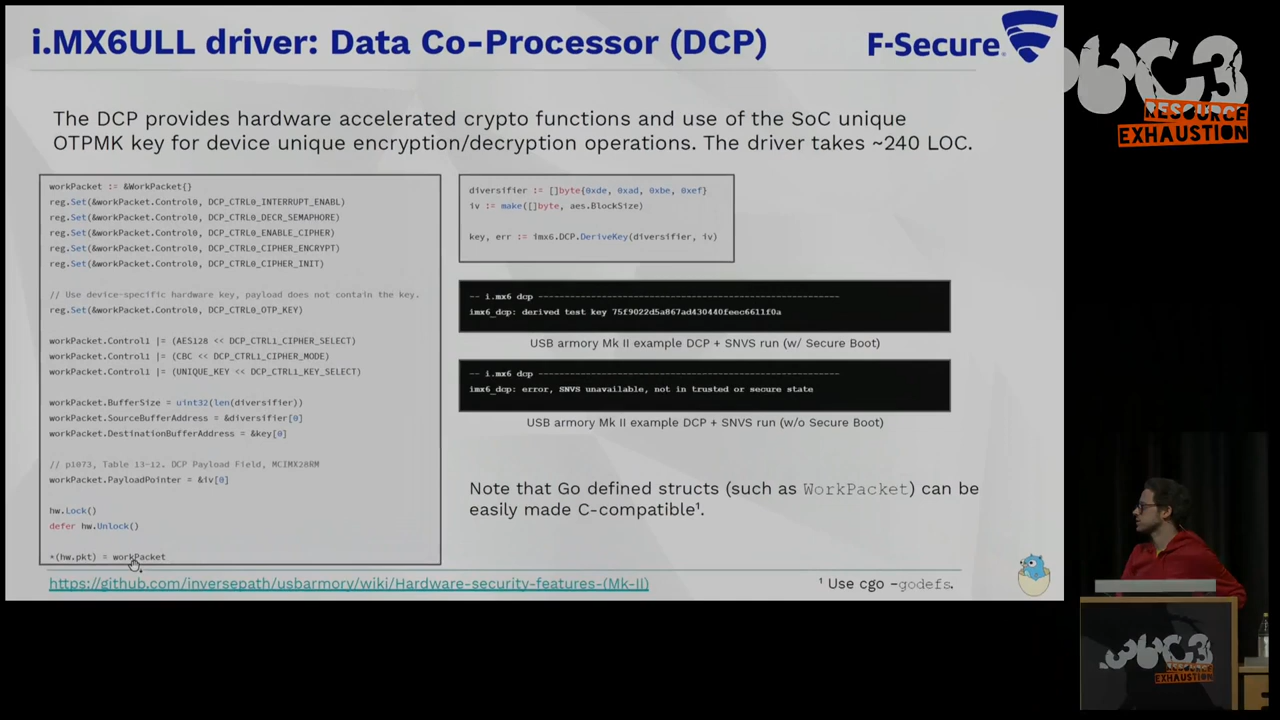 i.MX6ULL driver: Data Co-Processor (DCP)
F-Secure.
The DCP provides hardware accelerated crypto functions and use of the SoC unique
OTPMK key for device unique encryption/decryption operations. The driver takes ~240 LOC.
workPacket := &WorkPacket{}
reg.Set(&workPacket.Control0, DCP_CTRL0_INTERRUPT_ENABL)
reg.Set(&workPacket.Control0, DCP_CTRL0_DECR_SEMAPHORE)
reg.Set(&workPacket.Control0, DCP_CTRL0_ENABLE_CIPHER)
reg.Set(&workPacket.Control0, DCP_CTRL0_CIPHER_ENCRYPT)
reg.Set(&workPacket.Control0, DCP_CTRL0_CIPHER_INIT)
// Use device-specific hardware key, payload does not contain the key.
reg.Set(&workPacket.Control0, DCP_CTRL0_OTP_KEY)
workPacket.Control1 |= (AES128 << DCP_CTRL1_CIPHER_SELECT)
workPacket.Control1 |= (CBC << DCP_CTRL1_CIPHER_MODE)
workPacket.Control1 |= (UNIQUE_KEY << DCP_CTRL1_KEY_SELECT)
workPacket.BufferSize = uint32(len(diversifier))
workPacket.SourceBufferAddress = &diversifier[0]
workPacket.DestinationBufferAddress = &key[0]
// p1073, Table 13-12. DCP Payload Field, MCIMX28RM
workPacket.PayloadPointer = &iv[0]
hw.Lock()
defer hw.Unlock()
*(hw.pkt) = workPacket
diversifier := []byte{0xde, 0xad, 0xbe, 0xef}
iv := make([]byte, aes.BlockSize)
key, err := imx6.DCP.DeriveKey(diversifier, iv)
-- i.mx6 dcp ---------------------------------------------------------
imx6_dcp: derived test key 75f9022d5a867ad430440feec6611f0a
USB armory Mk II example DCP + SNVS run (w/ Secure Boot)
-- i.mx6 dcp ---------------------------------------------------------
imx6_dcp: error, SNVS unavailable, not in trusted or secure state
USB armory Mk II example DCP + SNVS run (w/o Secure Boot)
Note that Go defined structs (such as WorkPacket) can be
easily made C-compatible¹.
https://github.com/inversepath/usbarmory/wiki/Hardware-security-features-(Mk-II)
¹ Use cgo -godefs.
36C3
RESOURCE
EXHAUSTION
36C3
RESOURCE
EXHAUSTION